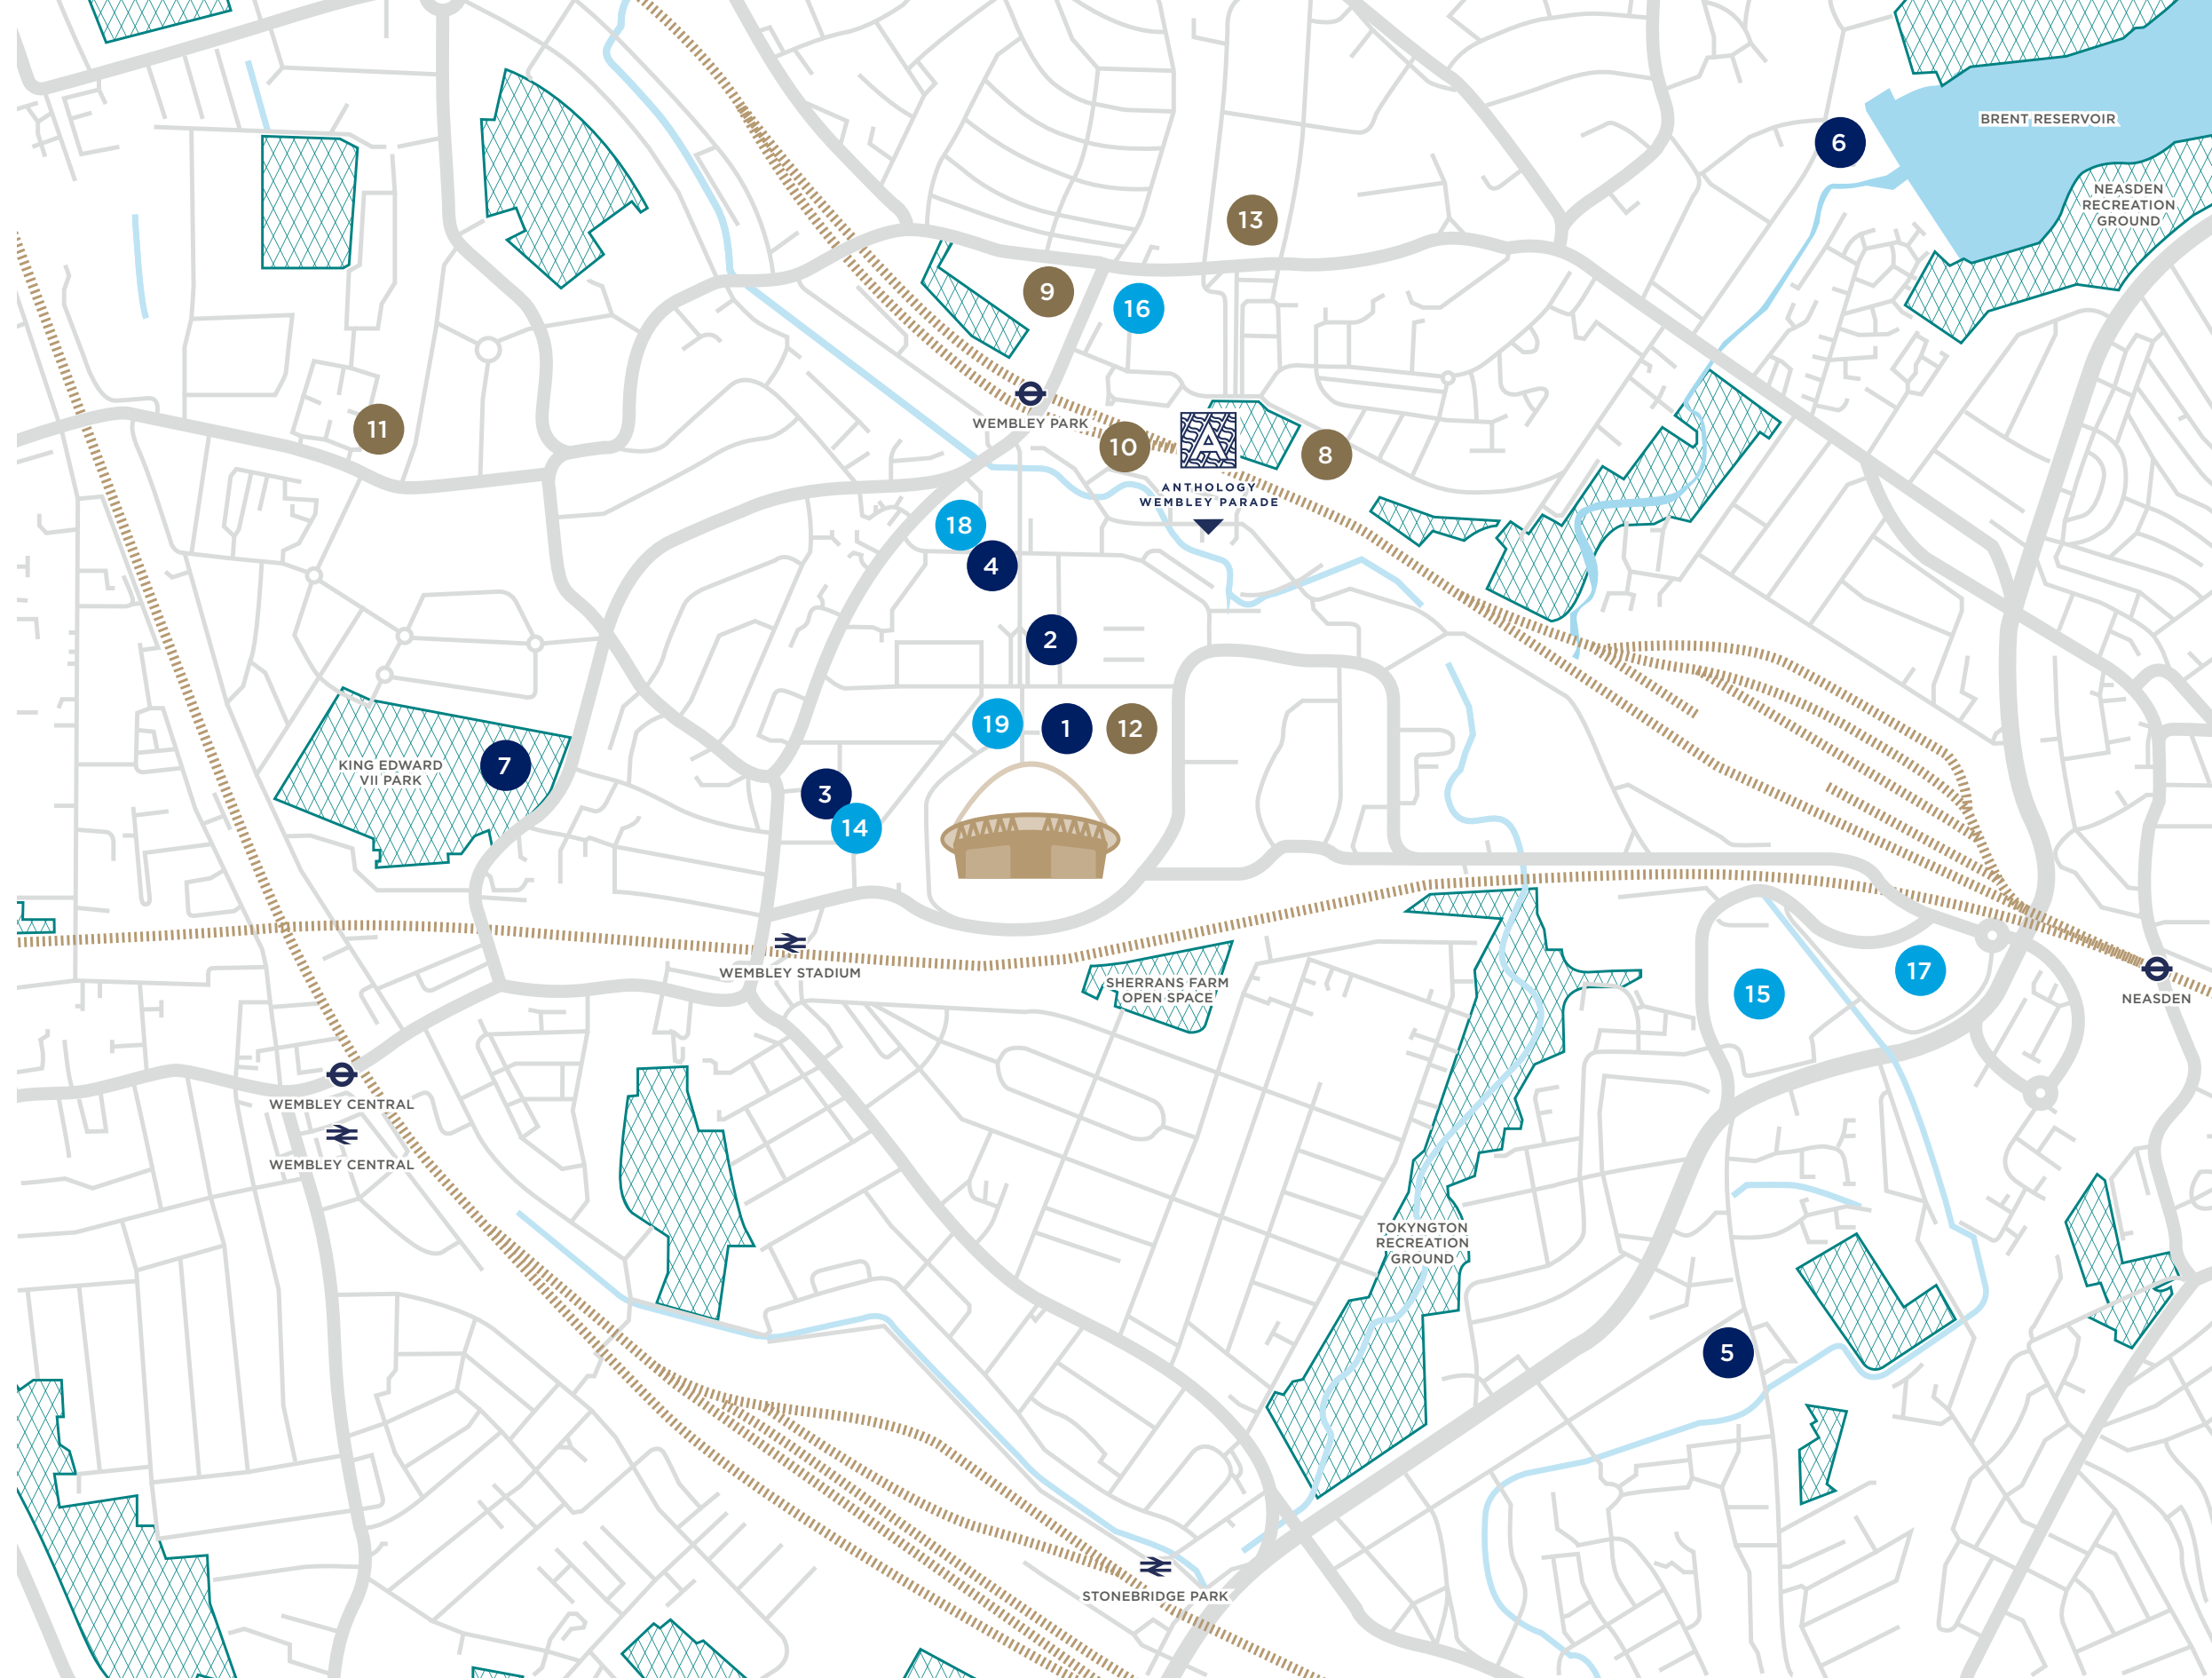 BRENT RESERVOIR
6
NEASDEN
RECREATION
GROUND
13
9
16
WEMBLEY PARK
11
10
8
A
ANTHOLOGY
WEMBLEY PARADE
18
4
2
19
1
12
KING EDWARD
VII PARK
7
3
14
WEMBLEY STADIUM
SHERRANS FARM
OPEN SPACE
15
17
NEASDEN
WEMBLEY CENTRAL
WEMBLEY CENTRAL
TOKYNGTON
RECREATION
GROUND
5
STONEBRIDGE PARK